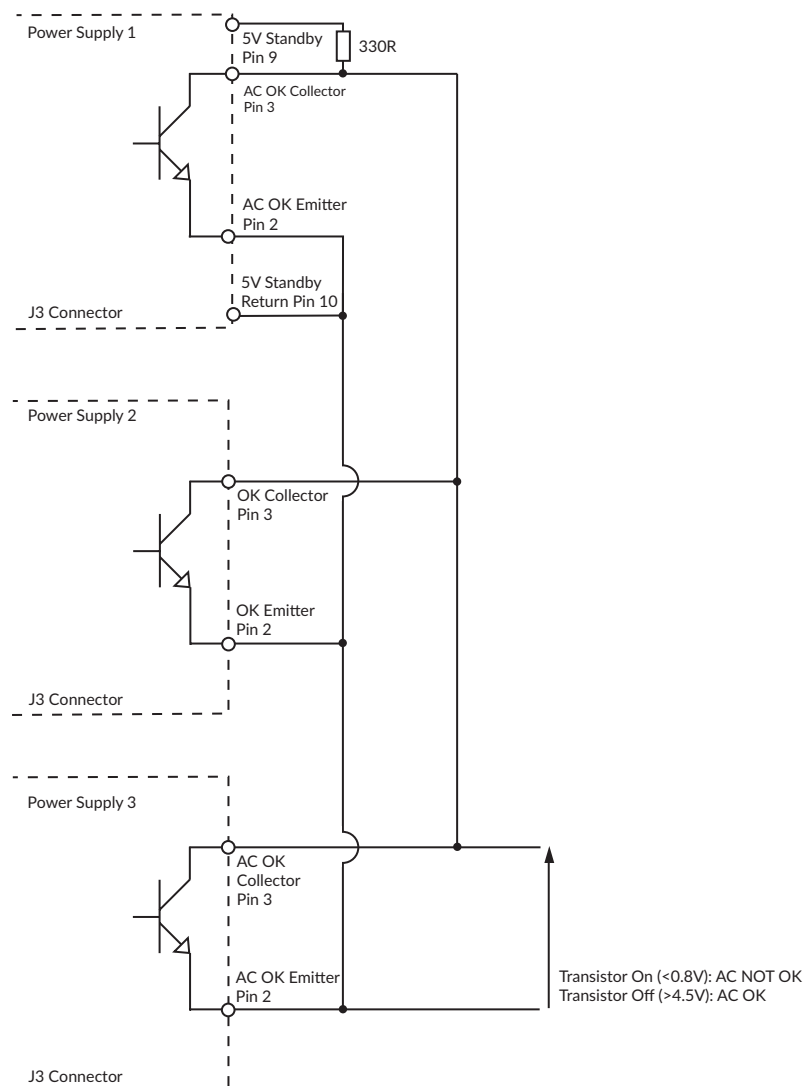 Power Supply 1
5V Standby
Pin 9
330R
AC OK Collector
Pin 3
AC OK Emitter
Pin 2
5V Standby
Return Pin 10
J3 Connector
Power Supply 2
OK Collector
Pin 3
OK Emitter
Pin 2
J3 Connector
Power Supply 3
AC OK
Collector
Pin 3
AC OK Emitter
Pin 2
Transistor On (<0.8V): AC NOT OK
Transistor Off (>4.5V): AC OK
J3 Connector